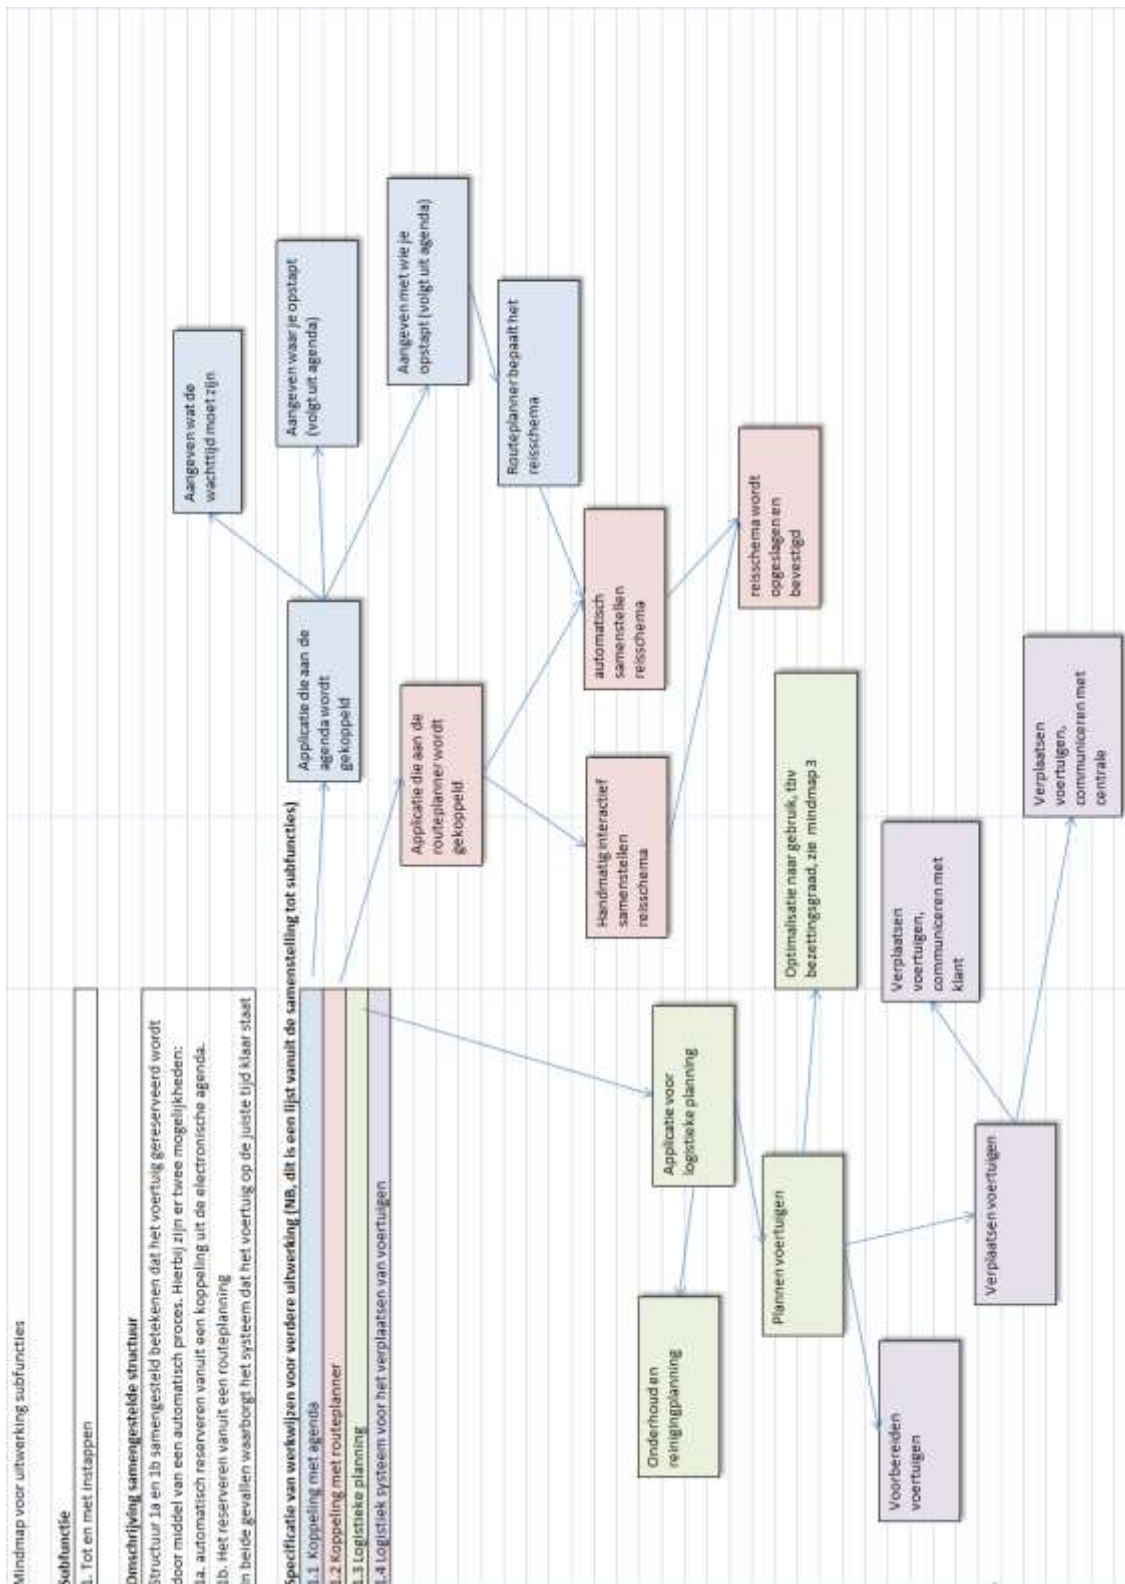 Mindmap voor uitwerking subfuncties
Subfunctie
1. Tot en met instappen
Omschrijving samengestelde structuur
Structuur 1a en 1b samengesteld betekenen dat het voertuig gereserveerd wordt
door middel van een automatisch proces. Hierbij zijn er twee mogelijkheden:
1a. automatisch reserveren vanuit een koppeling uit de electronische agenda.
1b. Het reserveren vanuit een routeplanning
In beide gevallen waarborgt het systeem dat het voertuig op de juiste tijd klaar staat
Specificatie van werkwijzen voor verdere uitwerking (NB, dit is een lijst vanuit de samenstelling tot subfuncties)
1.1 Koppeling met agenda
1.2 Koppeling met routeplanner
1.3 Logistieke planning
1.4 Logistiek systeem voor het verplaatsen van voertuigen
Aangeven wat de
wachttijd moet zijn
Aangeven waar je opstapt
(volgt uit agenda)
Applicatie die aan de
agenda wordt
gekoppeld
Aangeven met wie je
opstapt (volgt uit agenda)
Applicatie die aan de
routeplanner wordt
gekoppeld
Routeplanner bepaalt het
reisschema
Handmatig interactief
samenstellen
reisschema
automatisch
samenstellen
reisschema
reisschema wordt
opgeslagen en
bevestigd
Onderhoud en
reinigingplanning
Applicatie voor
logistieke planning
Plannen voertuigen
Optimalisatie naar gebruik, tbv
bezettingsgraad, zie mindmap 3
Voorbereiden
voertuigen
Verplaatsen
voertuigen,
communiceren met
klant
Verplaatsen voertuigen
Verplaatsen
voertuigen,
communiceren met
centrale